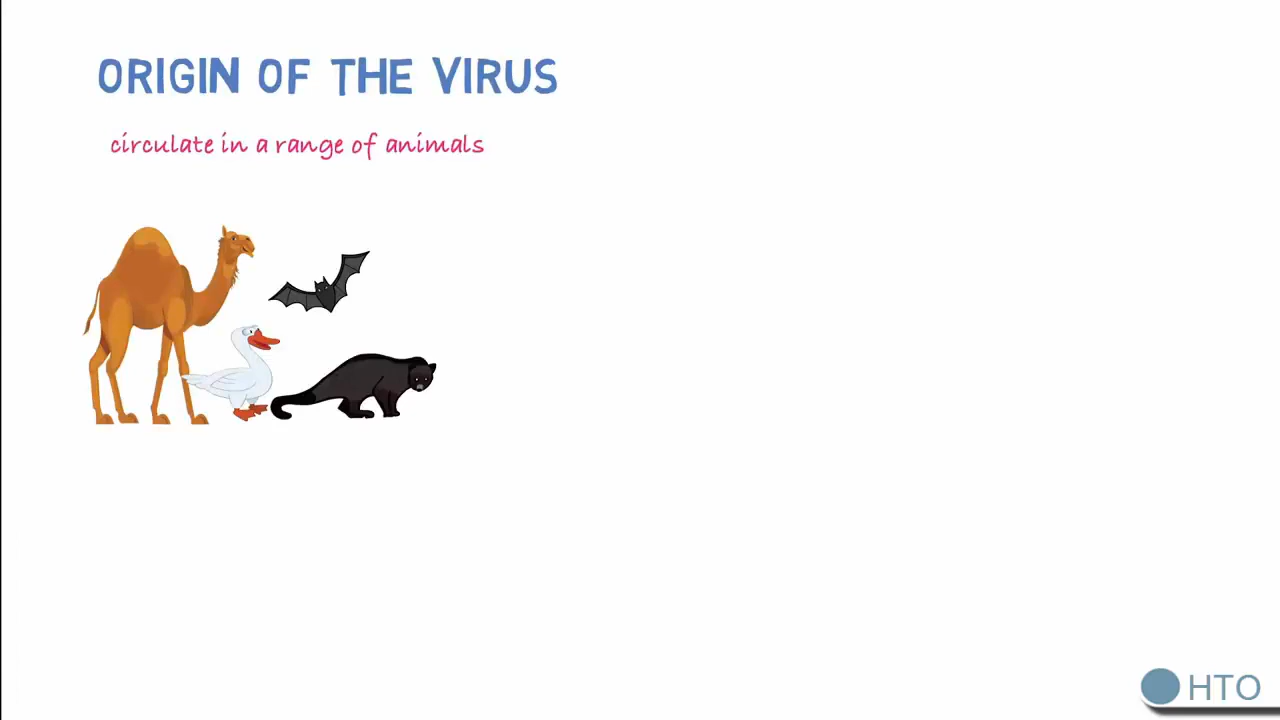 ORIGIN OF THE VIRUS
circulate in a range of animals
HTO